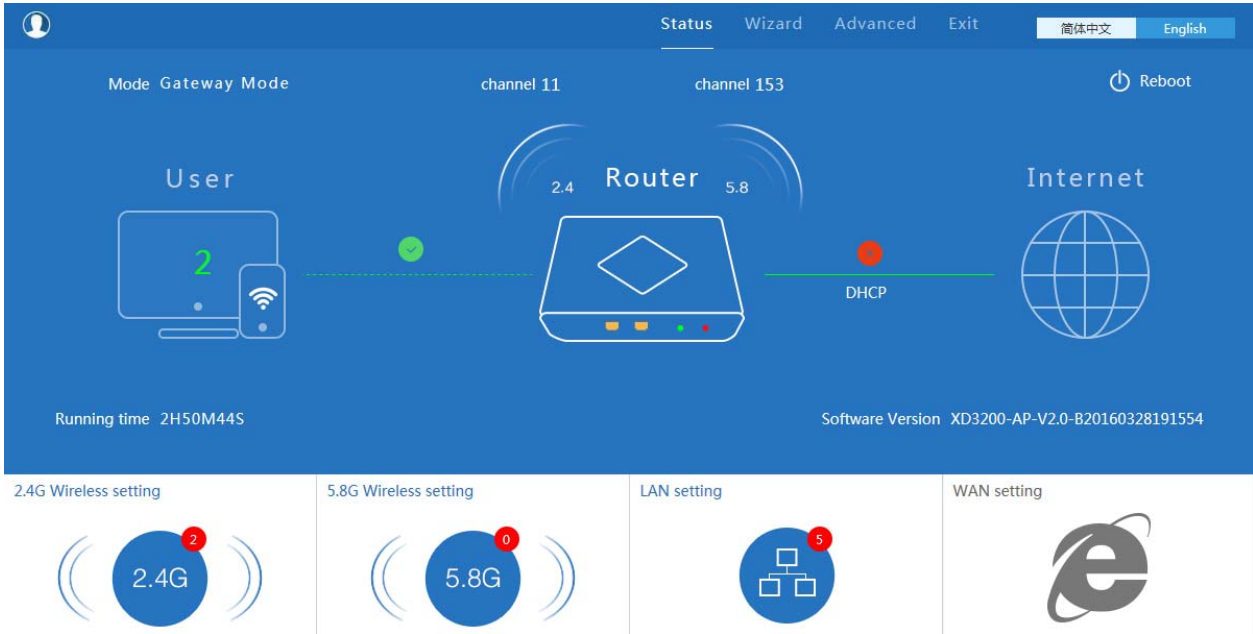 Status Wizard Advanced Exit 简体中文 English
Mode Gateway Mode channel 11 channel 153 Reboot
User 2.4 Router 5.8 Internet
2
DHCP
Running time 2H50M44S Software Version XD3200-AP-V2.0-B20160328191554
2.4G Wireless setting 5.8G Wireless setting LAN setting WAN setting
2 0 5
2.4G 5.8G